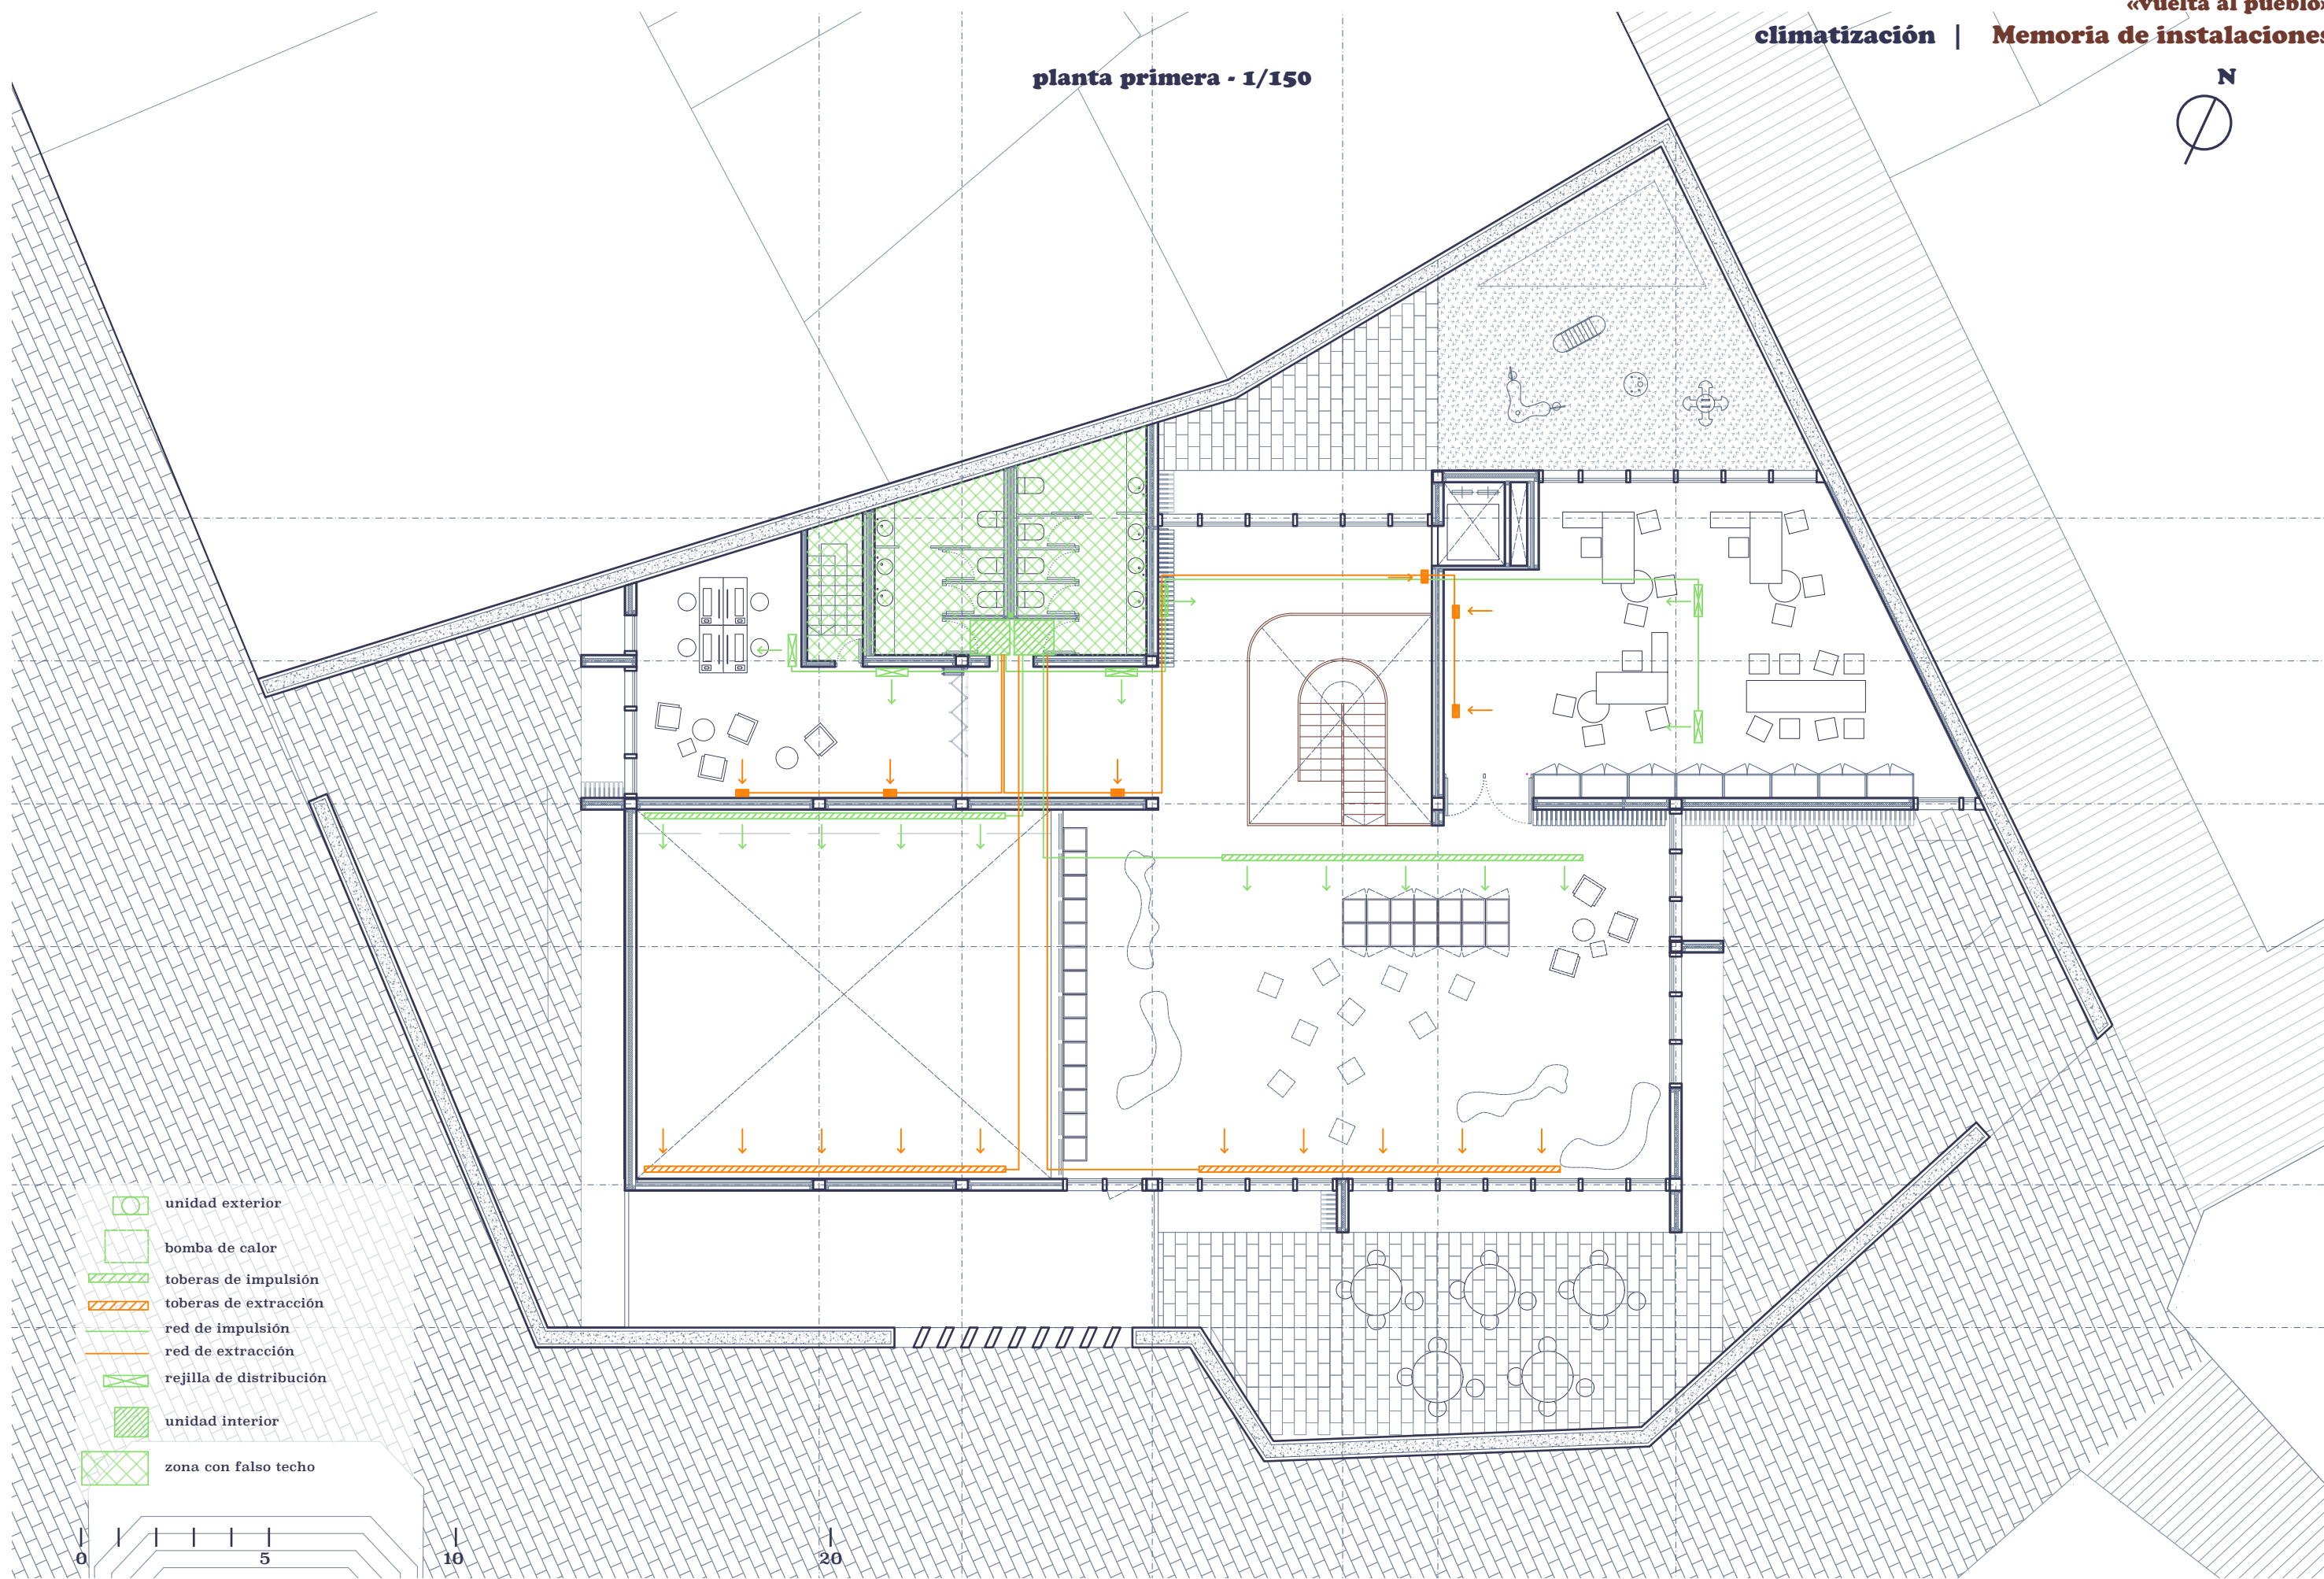 «vuelta al pueblo»
climatización | Memoria de instalaciones
planta primera - 1/150
N
unidad exterior
bomba de calor
toberas de impulsión
toberas de extracción
red de impulsión
red de extracción
rejilla de distribución
unidad interior
zona con falso techo
0 5 10 20